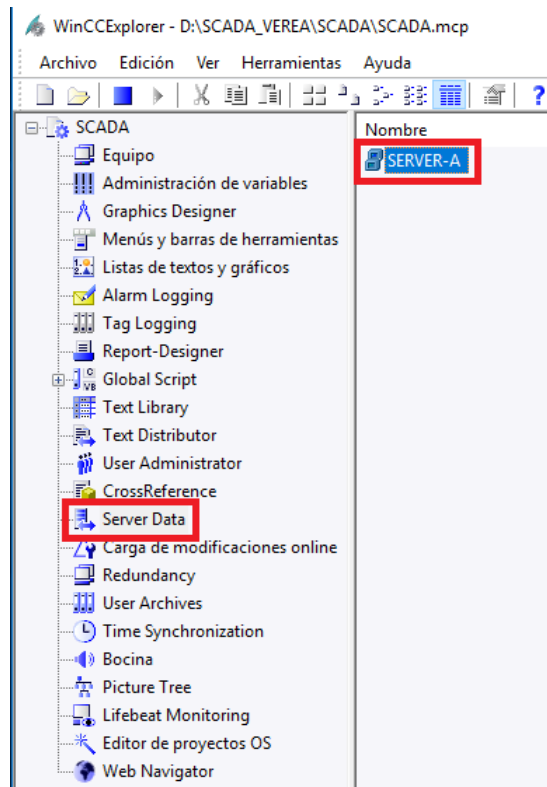 WinCCExplorer - D:\SCADA_VEREA\SCADA\SCADA.mcp
Archivo Edición Ver Herramientas Ayuda
SCADA
Equipo
Administración de variables
Graphics Designer
Menús y barras de herramientas
Listas de textos y gráficos
Alarm Logging
Tag Logging
Report-Designer
Global Script
Text Library
Text Distributor
User Administrator
CrossReference
Server Data
Carga de modificaciones online
Redundancy
User Archives
Time Synchronization
Bocina
Picture Tree
Lifebeat Monitoring
Editor de proyectos OS
Web Navigator
Nombre
SERVER-A